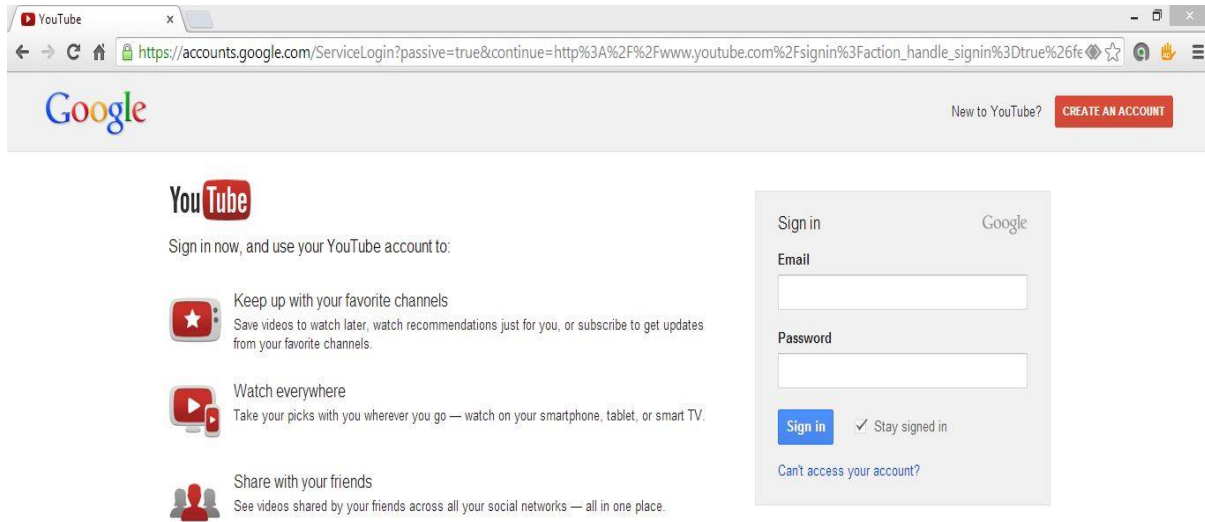 YouTube
https://accounts.google.com/ServiceLogin?passive=true&continue=http%3A%2F%2Fwww.youtube.com%2Fsignin%3Faction_handle_signin%3Dtrue%26fe
Google
New to YouTube?
CREATE AN ACCOUNT
YouTube
Sign in now, and use your YouTube account to:
Keep up with your favorite channels
Save videos to watch later, watch recommendations just for you, or subscribe to get updates
from your favorite channels.
Watch everywhere
Take your picks with you wherever you go — watch on your smartphone, tablet, or smart TV.
Share with your friends
See videos shared by your friends across all your social networks — all in one place.
Sign in
Google
Email
Password
Sign in
Stay signed in
Can't access your account?